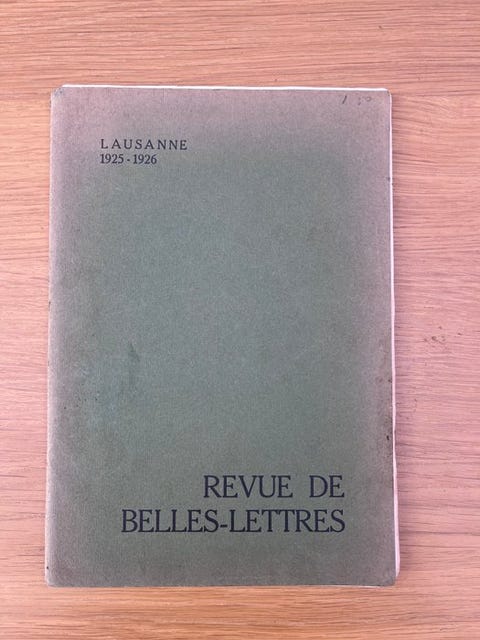 LAUSANNE
1925 - 1926
REVUE DE
BELLES-LETTRES